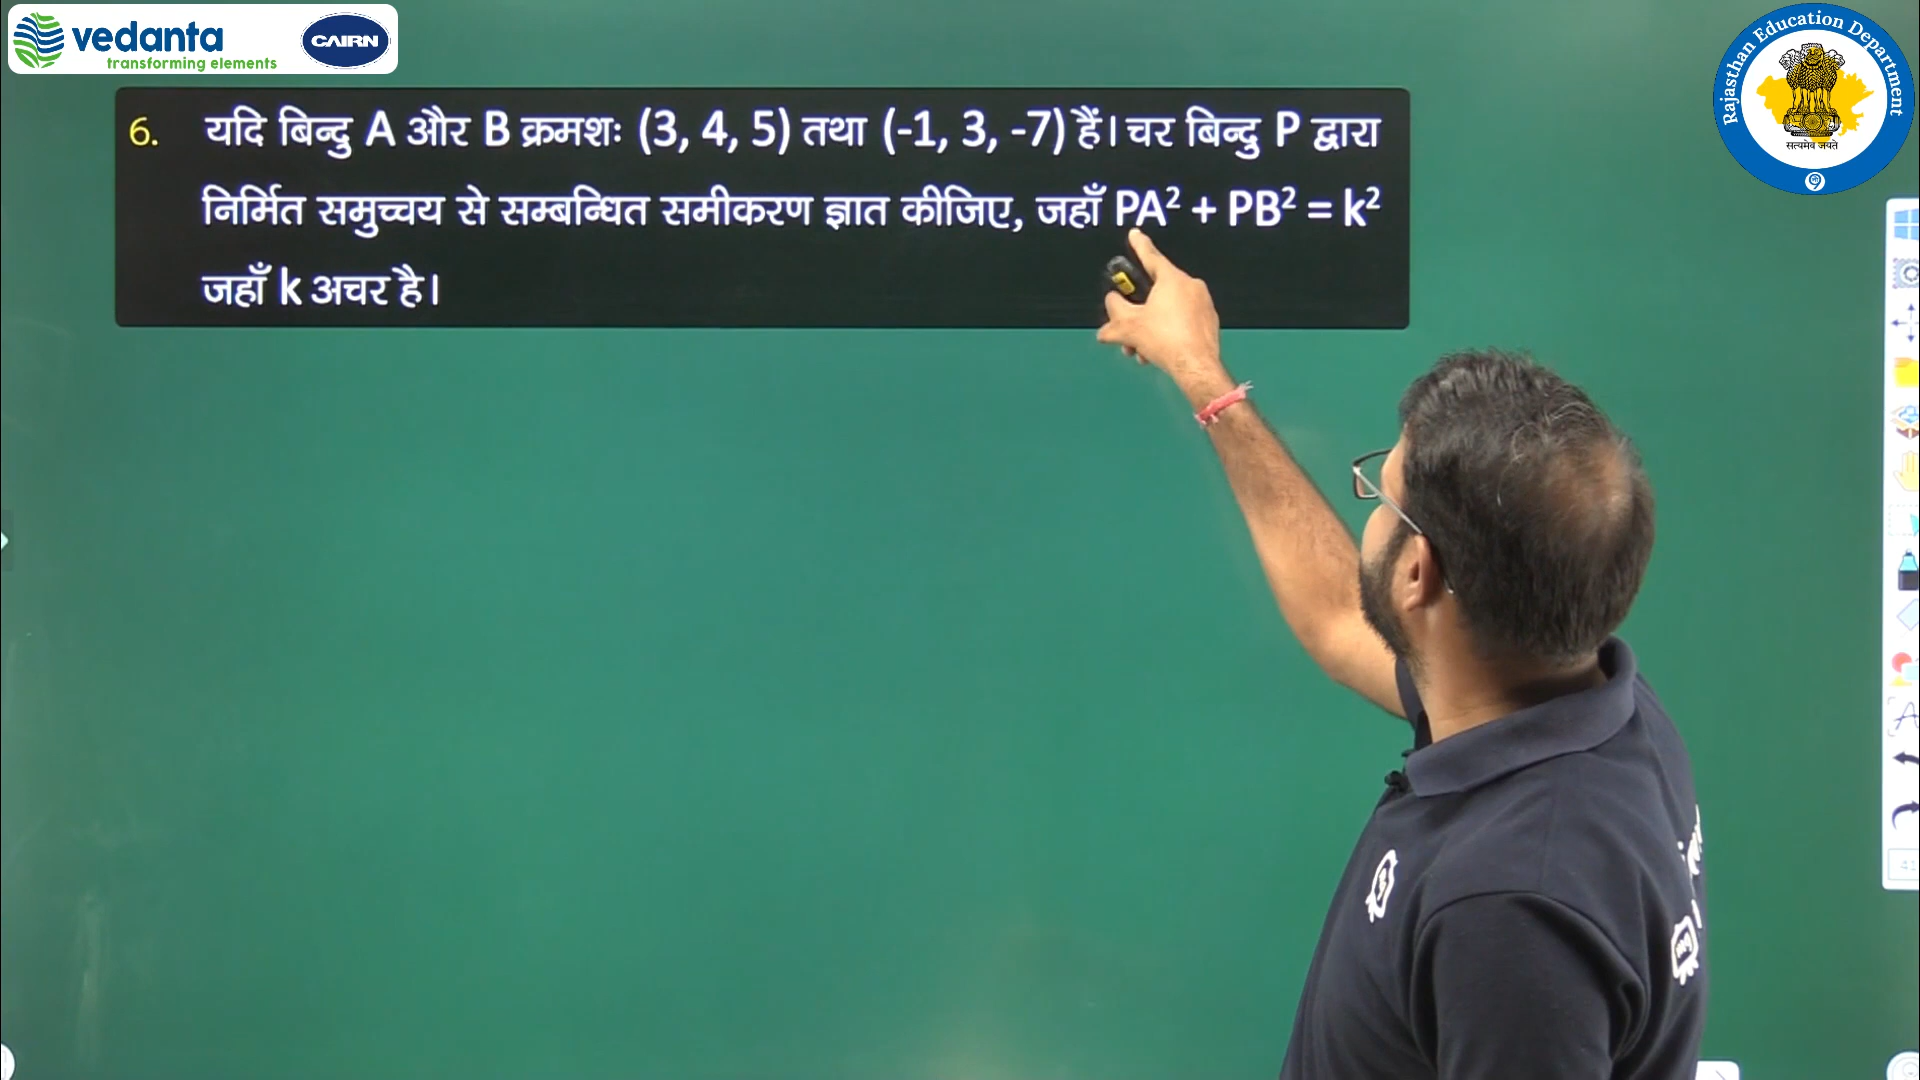 vedanta
transforming elements
CAIRN
Rajasthan Education Department
सत्यमेव जयते
6. यदि बिन्दु A और B क्रमशः (3, 4, 5) तथा (-1, 3, -7) हैं। चर बिन्दु P द्वारा
निर्मित समुच्चय से सम्बन्धित समीकरण ज्ञात कीजिए, जहाँ PA² + PB² = k²
जहाँ k अचर है।